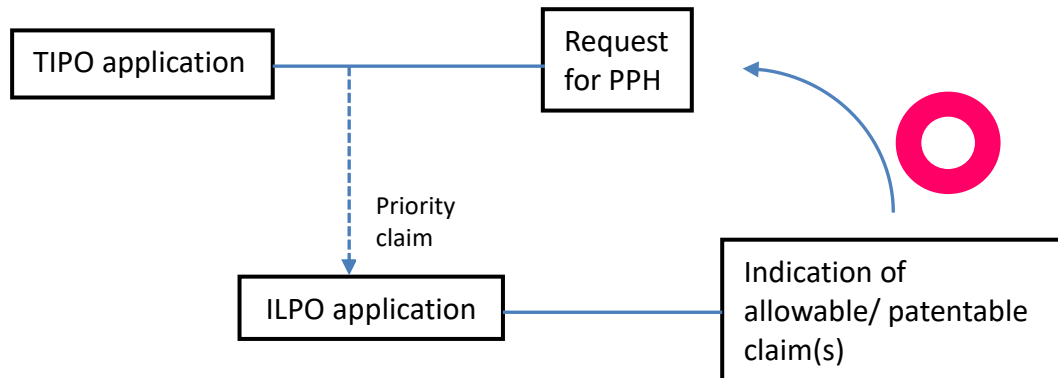 TIPO application
Request
for PPH
Priority
claim
ILPO application
Indication of
allowable/ patentable
claim(s)